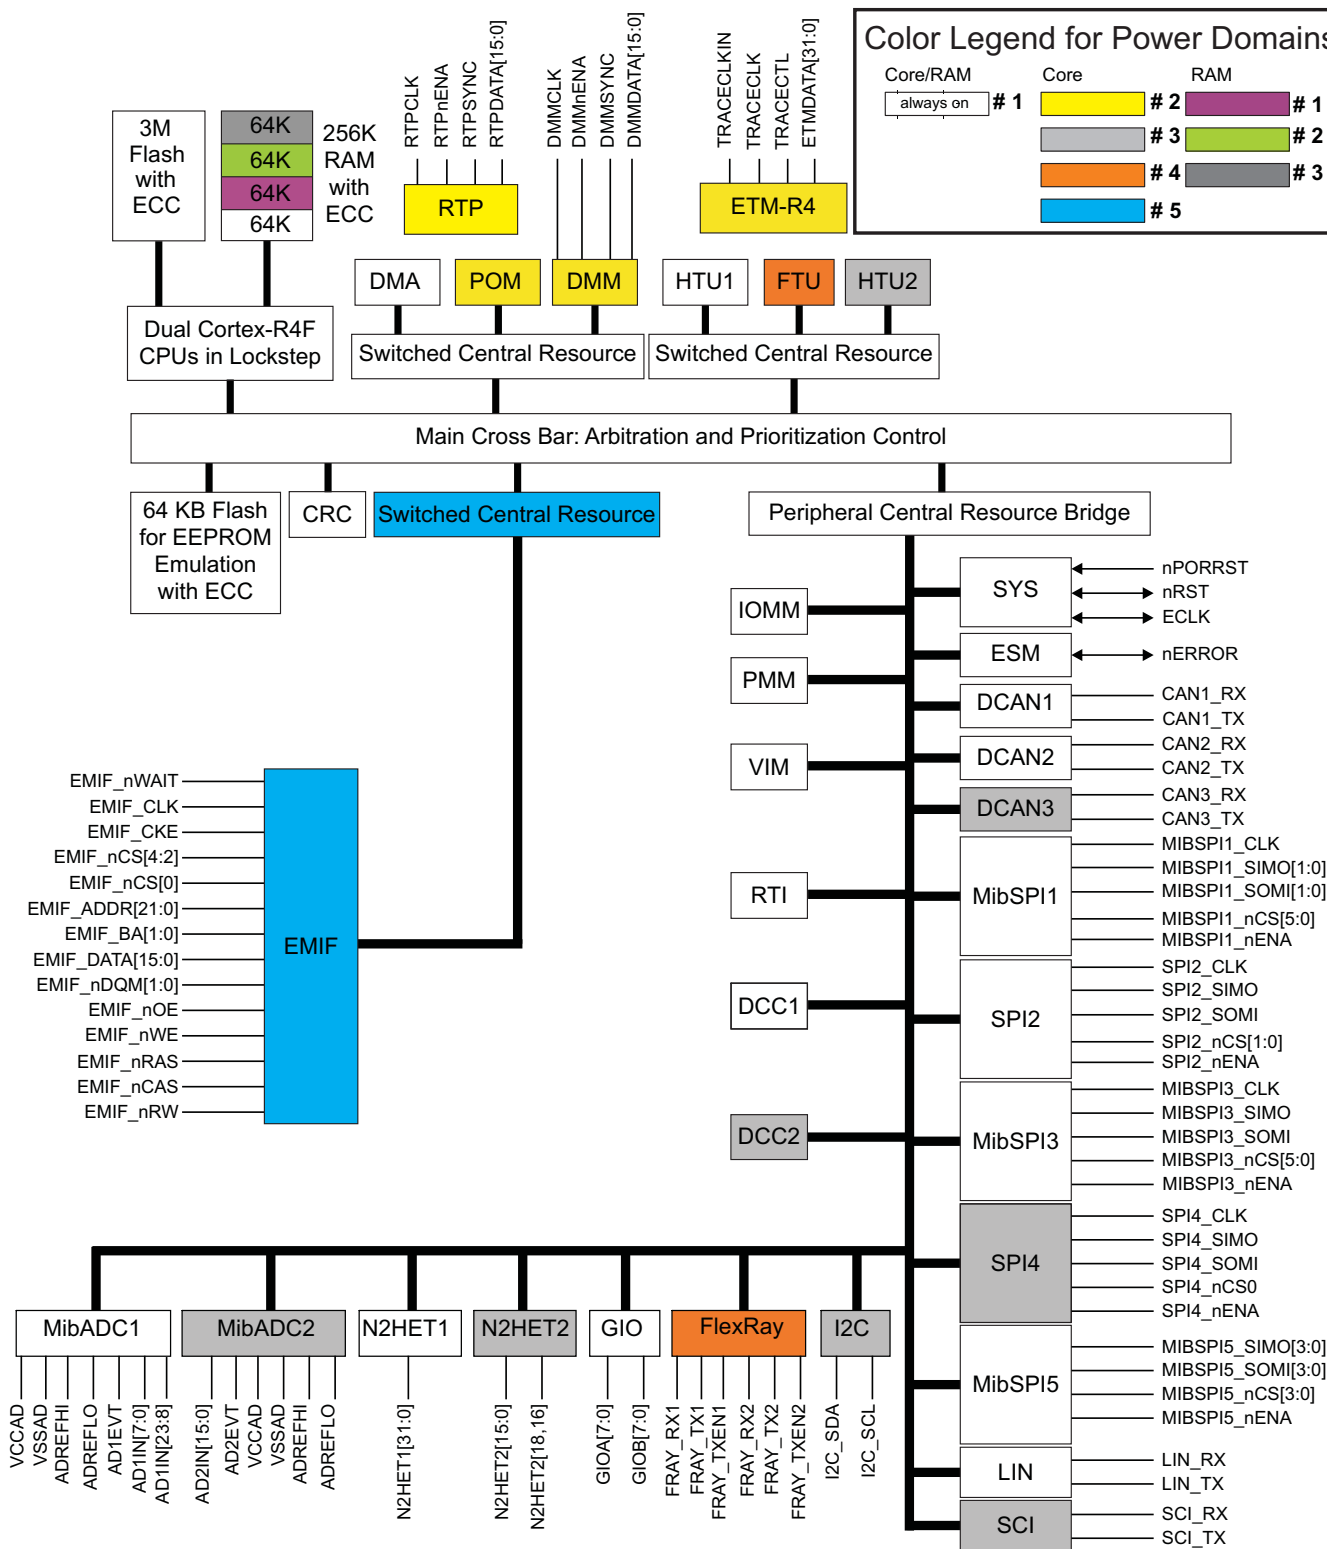 Color Legend for Power Domains
Core/RAM
Core
RAM
always on
# 1
# 2
# 1
# 3
# 2
# 4
# 3
# 5
RTPCLK
RTPnENA
RTPSYNC
RTPDATA[15:0]
DMMCLK
DMMnENA
DMMSYNC
DMMDATA[15:0]
TRACECLKIN
TRACECLK
TRACECTL
ETMDATA[31:0]
3M
Flash
with
ECC
64K
64K
64K
64K
256K
RAM
with
ECC
RTP
ETM-R4
DMA
POM
DMM
HTU1
FTU
HTU2
Dual Cortex-R4F
CPUs in Lockstep
Switched Central Resource
Switched Central Resource
Main Cross Bar: Arbitration and Prioritization Control
64 KB Flash
for EEPROM
Emulation
with ECC
CRC
Switched Central Resource
Peripheral Central Resource Bridge
IOMM
PMM
VIM
RTI
DCC1
DCC2
SYS
nPORRST
nRST
ECLK
ESM
nERROR
DCAN1
CAN1_RX
CAN1_TX
DCAN2
CAN2_RX
CAN2_TX
DCAN3
CAN3_RX
CAN3_TX
MibSPI1
MIBSPI1_CLK
MIBSPI1_SIMO[1:0]
MIBSPI1_SOMI[1:0]
MIBSPI1_nCS[5:0]
MIBSPI1_nENA
SPI2
SPI2_CLK
SPI2_SIMO
SPI2_SOMI
SPI2_nCS[1:0]
SPI2_nENA
MibSPI3
MIBSPI3_CLK
MIBSPI3_SIMO
MIBSPI3_SOMI
MIBSPI3_nCS[5:0]
MIBSPI3_nENA
SPI4
SPI4_CLK
SPI4_SIMO
SPI4_SOMI
SPI4_nCS0
SPI4_nENA
MibSPI5
MIBSPI5_SIMO[3:0]
MIBSPI5_SOMI[3:0]
MIBSPI5_nCS[3:0]
MIBSPI5_nENA
LIN
LIN_RX
LIN_TX
SCI
SCI_RX
SCI_TX
EMIF_nWAIT
EMIF_CLK
EMIF_CKE
EMIF_nCS[4:2]
EMIF_nCS[0]
EMIF_ADDR[21:0]
EMIF_BA[1:0]
EMIF_DATA[15:0]
EMIF_nDQM[1:0]
EMIF_nOE
EMIF_nWE
EMIF_nRAS
EMIF_nCAS
EMIF_nRW
EMIF
MibADC1
MibADC2
N2HET1
N2HET2
GIO
FlexRay
I2C
VCCAD
VSSAD
ADREFHI
ADREFLO
AD1EVT
AD1IN[7:0]
AD1IN[23:8]
AD2IN[15:0]
AD2EVT
VCCAD
VSSAD
ADREFHI
ADREFLO
N2HET1[31:0]
N2HET2[15:0]
N2HET2[18,16]
GIOA[7:0]
GIOB[7:0]
FRAY_RX1
FRAY_TX1
FRAY_TXEN1
FRAY_RX2
FRAY_TX2
FRAY_TXEN2
I2C_SDA
I2C_SCL